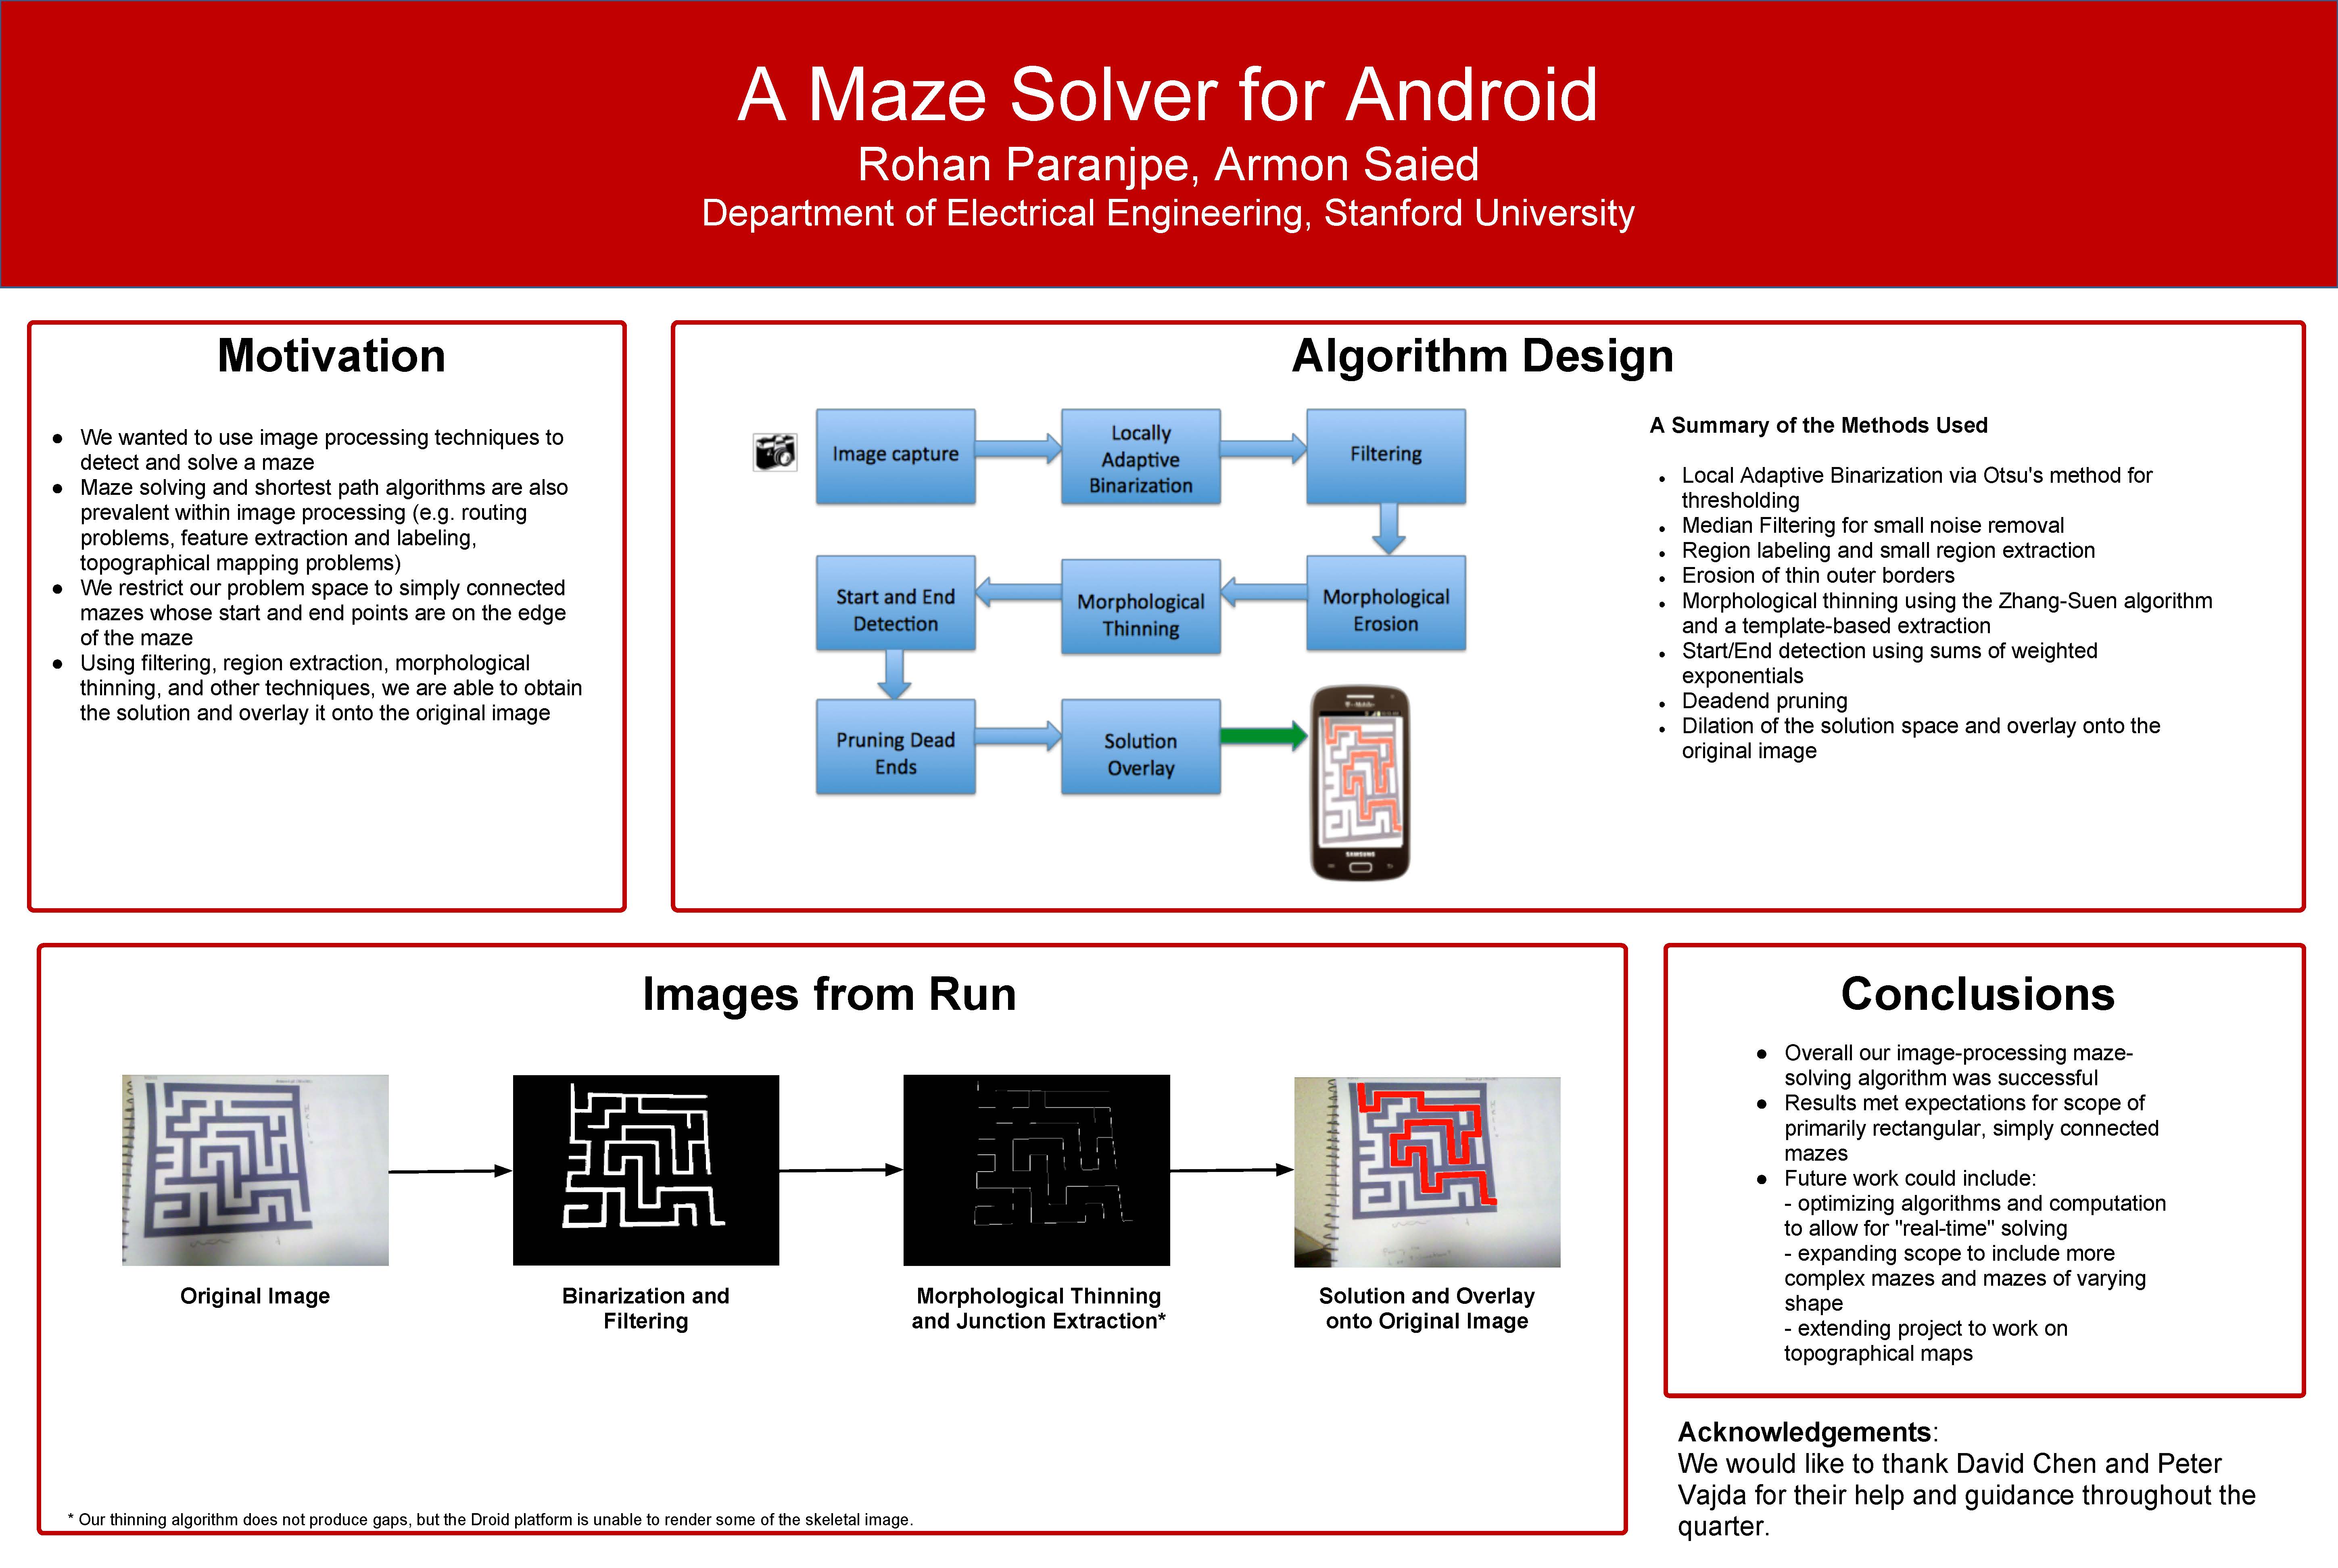 A Maze Solver for Android
Rohan Paranjpe, Armon Saied
Department of Electrical Engineering, Stanford University
Motivation
● We wanted to use image processing techniques to
detect and solve a maze
● Maze solving and shortest path algorithms are also
prevalent within image processing (e.g. routing
problems, feature extraction and labeling,
topographical mapping problems)
● We restrict our problem space to simply connected
mazes whose start and end points are on the edge
of the maze
● Using filtering, region extraction, morphological
thinning, and other techniques, we are able to obtain
the solution and overlay it onto the original image
Algorithm Design
Image capture
Locally
Adaptive
Binarization
Filtering
Morphological
Erosion
Morphological
Thinning
Start and End
Detection
Pruning Dead
Ends
Solution
Overlay
T-Mobile
SAMSUNG
A Summary of the Methods Used
● Local Adaptive Binarization via Otsu's method for
thresholding
● Median Filtering for small noise removal
● Region labeling and small region extraction
● Erosion of thin outer borders
● Morphological thinning using the Zhang-Suen algorithm
and a template-based extraction
● Start/End detection using sums of weighted
exponentials
● Deadend pruning
● Dilation of the solution space and overlay onto the
original image
Images from Run
Original Image
Binarization and
Filtering
Morphological Thinning
and Junction Extraction*
Solution and Overlay
onto Original Image
* Our thinning algorithm does not produce gaps, but the Droid platform is unable to render some of the skeletal image.
Conclusions
● Overall our image-processing maze-
solving algorithm was successful
● Results met expectations for scope of
primarily rectangular, simply connected
mazes
● Future work could include:
- optimizing algorithms and computation
to allow for "real-time" solving
- expanding scope to include more
complex mazes and mazes of varying
shape
- extending project to work on
topographical maps
Acknowledgements:
We would like to thank David Chen and Peter
Vajda for their help and guidance throughout the
quarter.